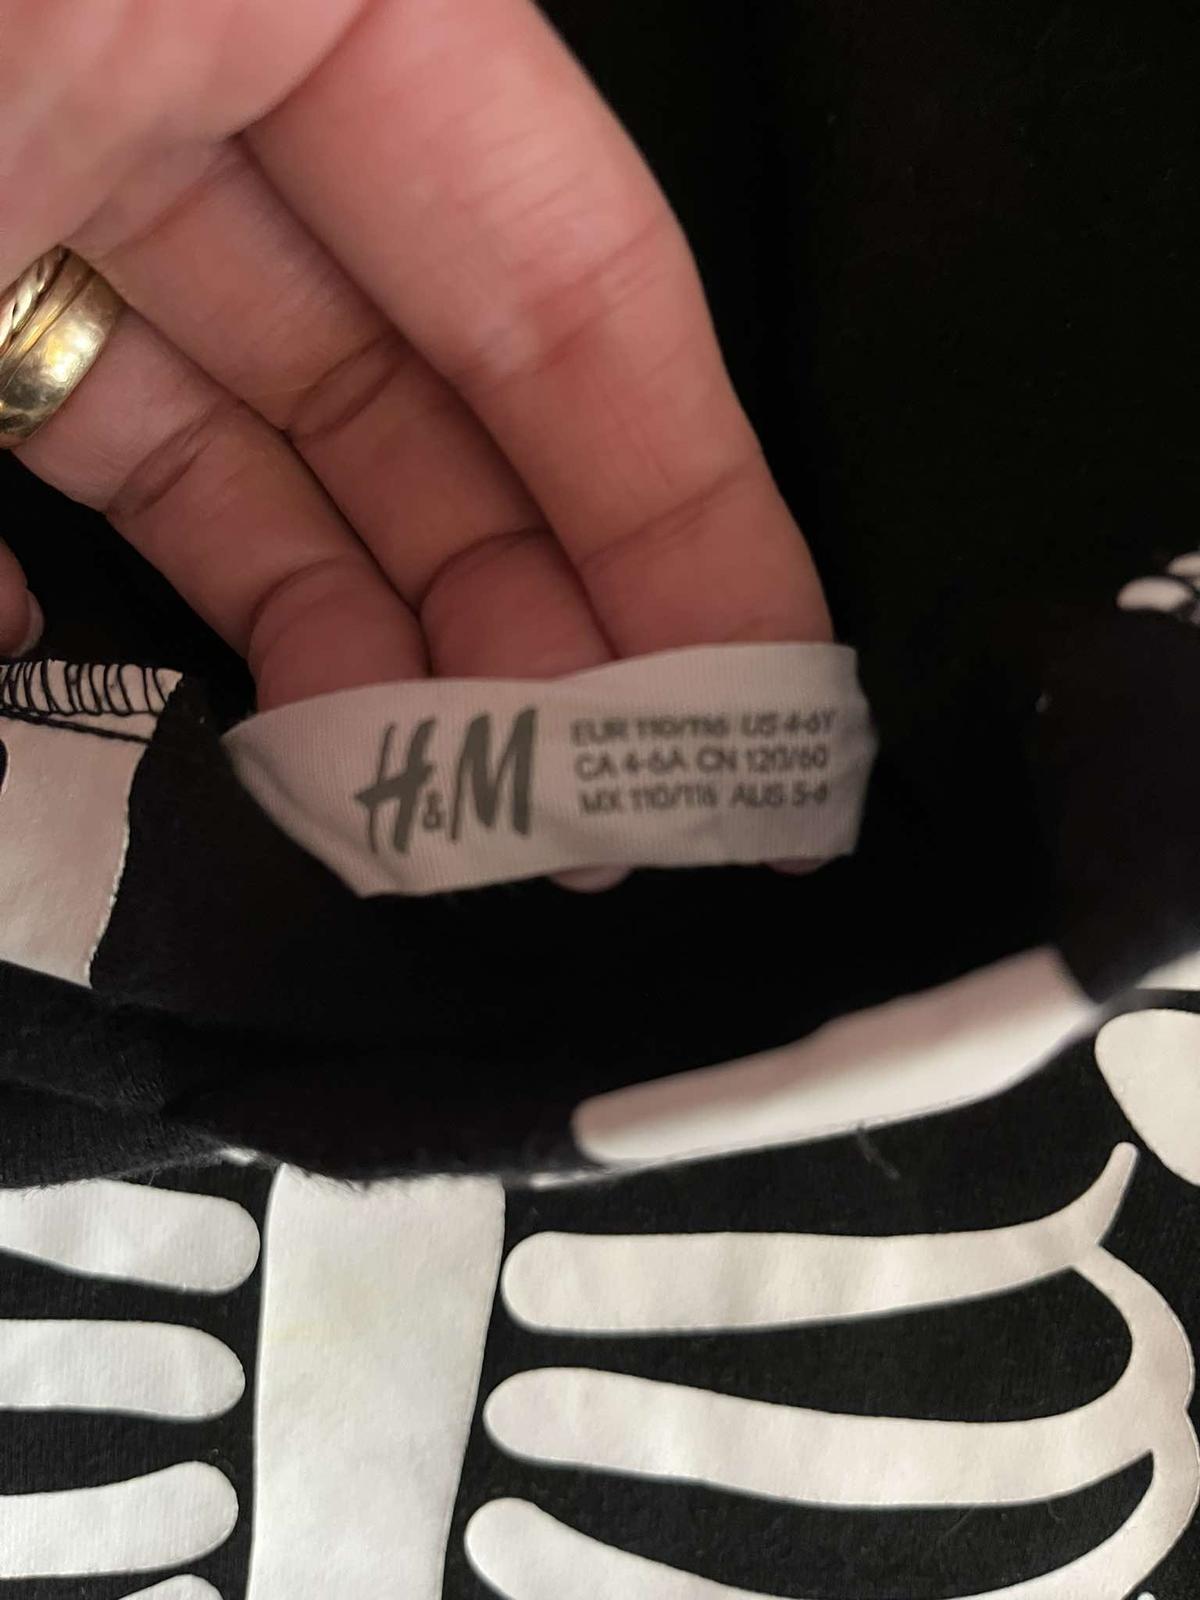 H&M
EUR 110/116 US 4-6Y
CA 4-6A CN 120/60
MX 110/116 AUS 5-6